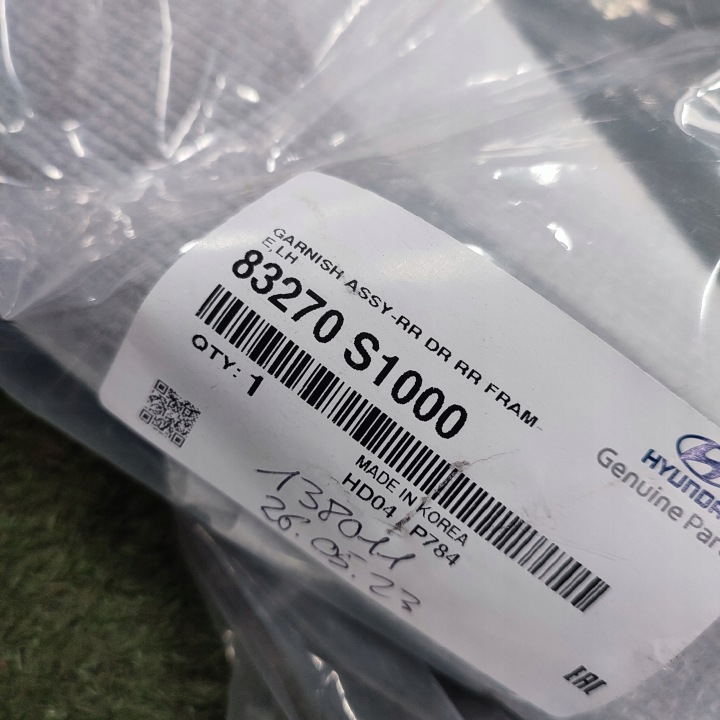 GARNISH ASSY-RR DR RR FRAM-
E,LH
83270 S1000
QTY: 1
MADE IN KOREA
HD04 P784
138011
26.05.23
HYUNDAI
Genuine Par
EAC